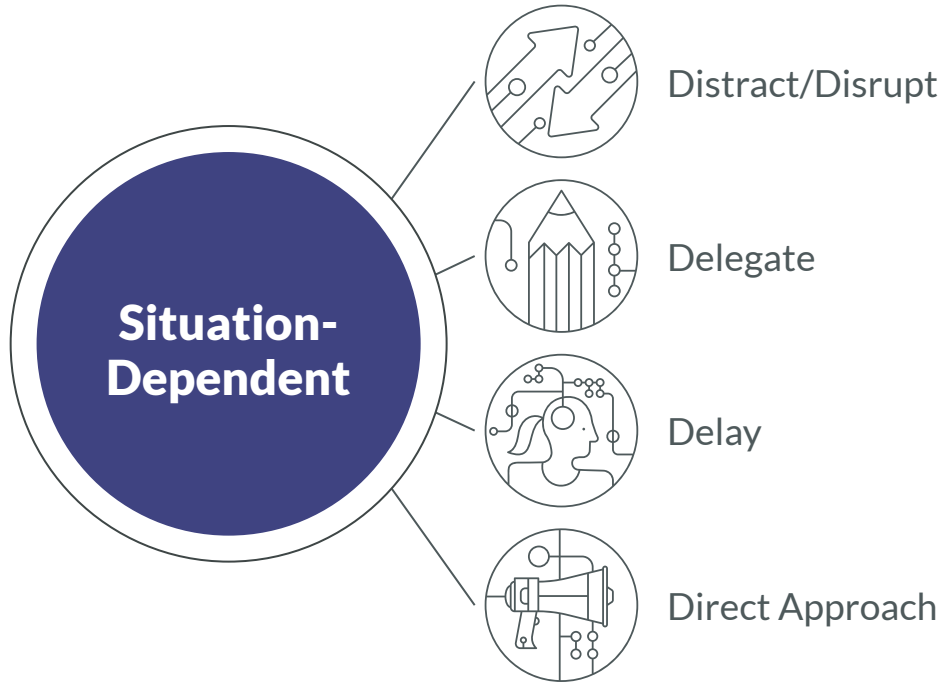 Situation-
Dependent
Distract/Disrupt
Delegate
Delay
Direct Approach